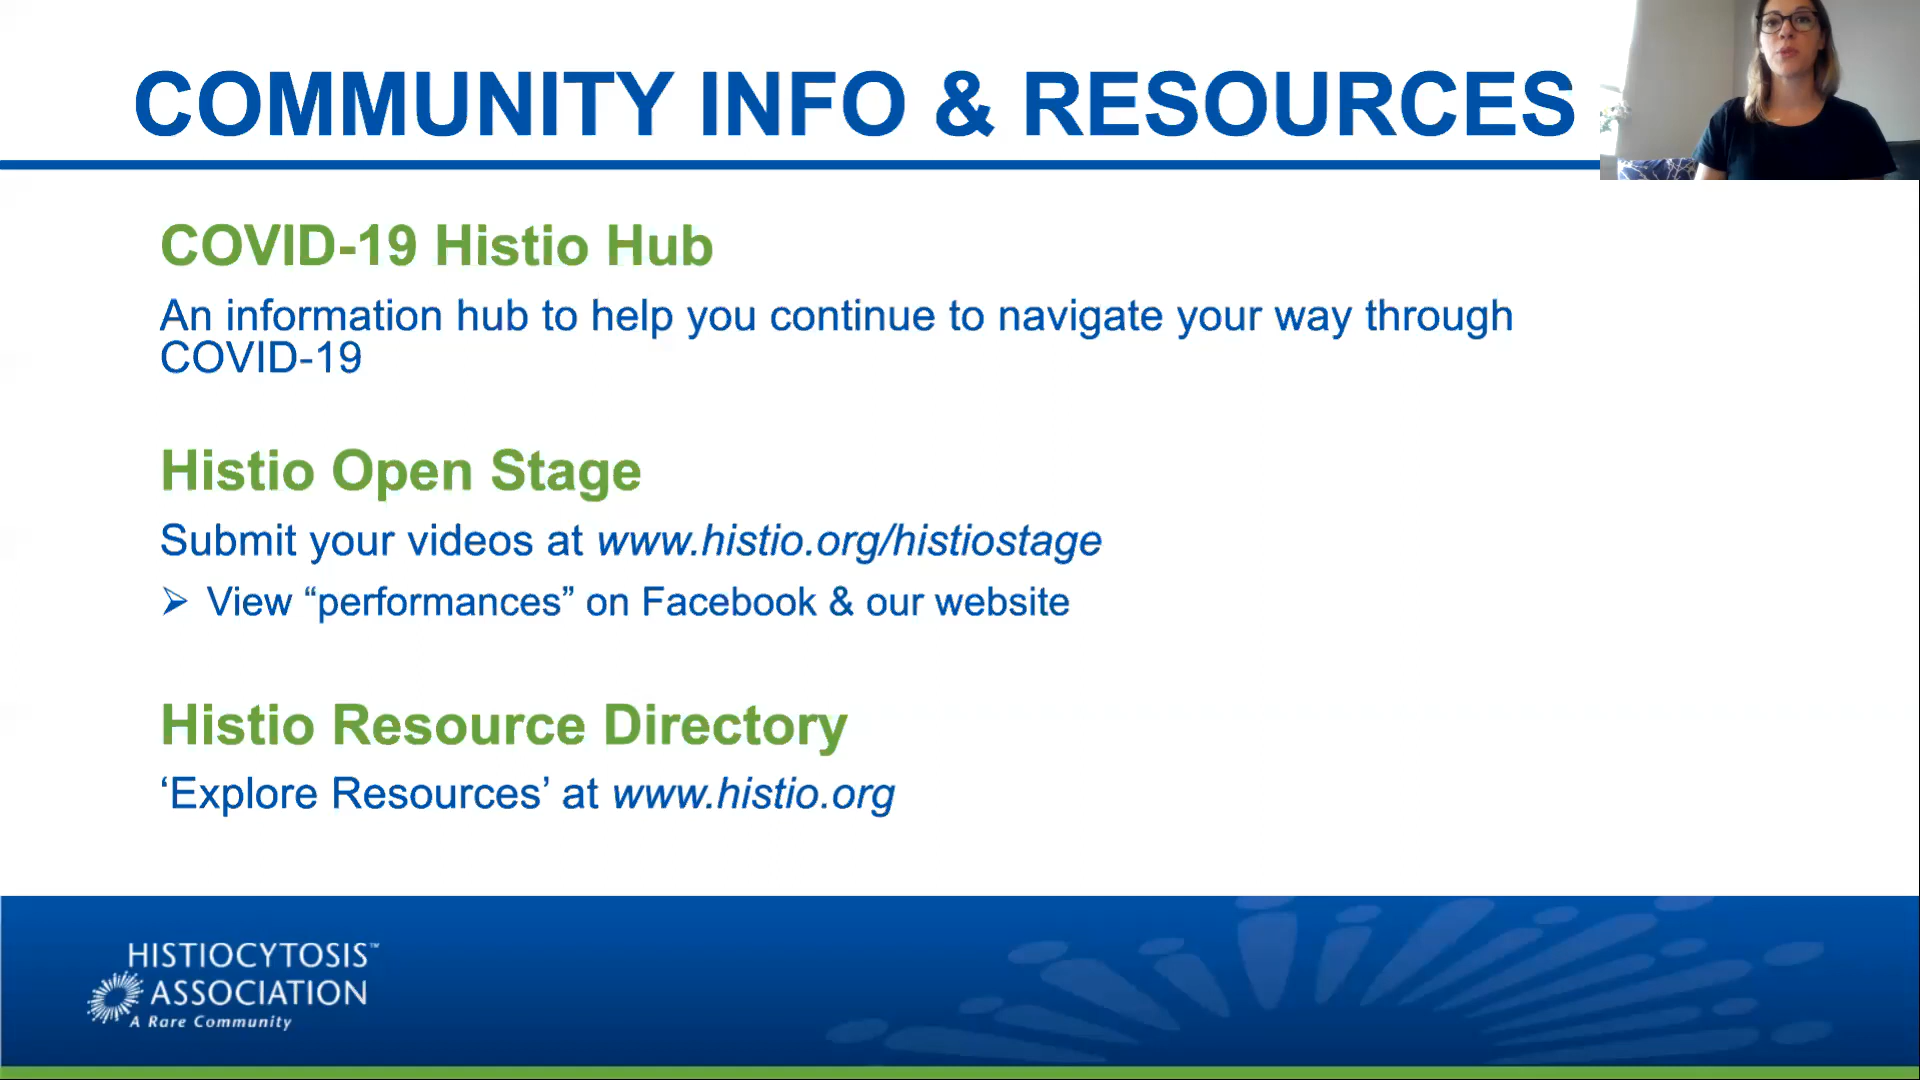 COMMUNITY INFO & RESOURCES
COVID-19 Histio Hub
An information hub to help you continue to navigate your way through
COVID-19
Histio Open Stage
Submit your videos at www.histio.org/histiostage
➢ View “performances” on Facebook & our website
Histio Resource Directory
‘Explore Resources’ at www.histio.org
HISTIOCYTOSIS™
ASSOCIATION
A Rare Community